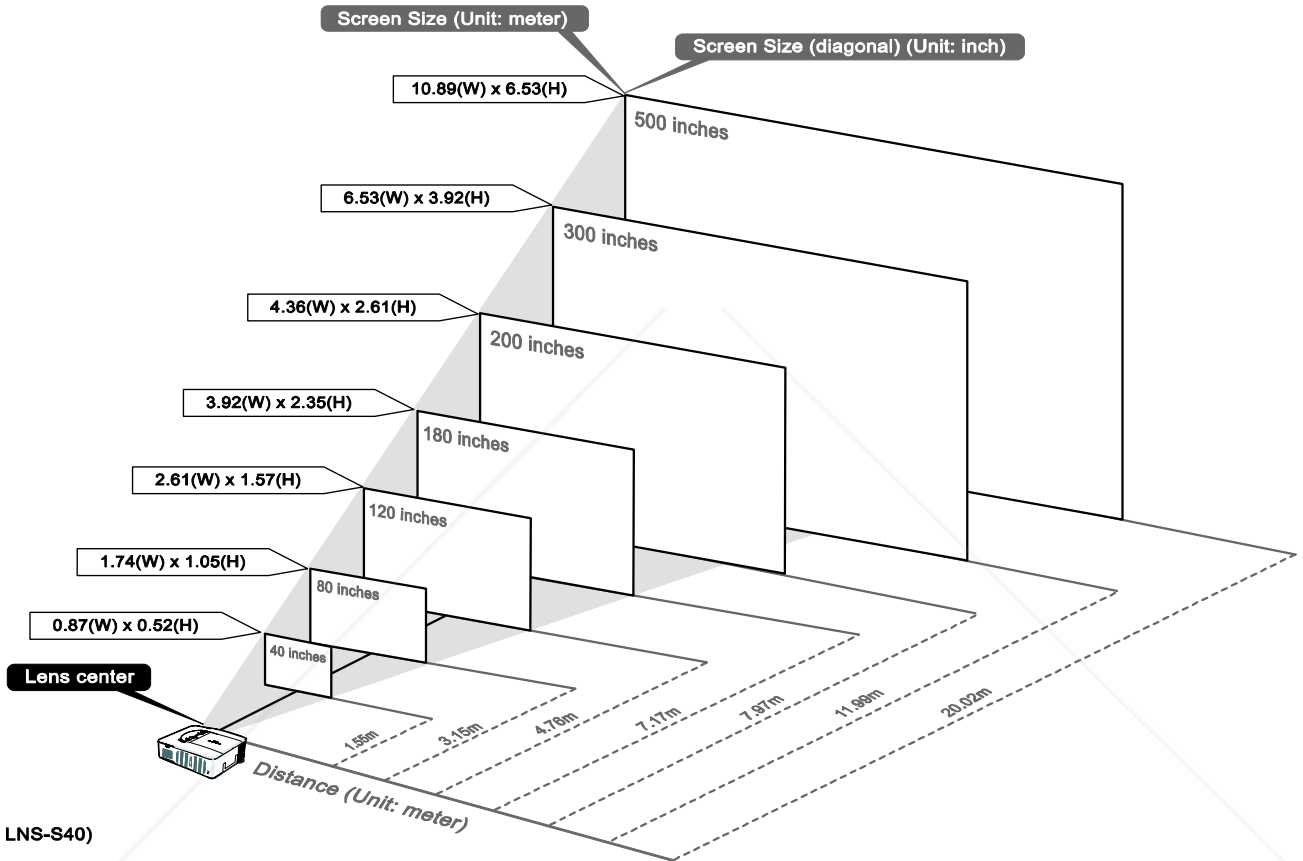 Screen Size (Unit: meter)
Screen Size (diagonal) (Unit: inch)
10.89(W) x 6.53(H)
500 inches
6.53(W) x 3.92(H)
300 inches
4.36(W) x 2.61(H)
200 inches
3.92(W) x 2.35(H)
180 inches
2.61(W) x 1.57(H)
120 inches
1.74(W) x 1.05(H)
80 inches
0.87(W) x 0.52(H)
40 inches
Lens center
1.55m
3.15m
4.76m
7.17m
7.97m
11.99m
20.02m
Distance (Unit: meter)
LNS-S40)